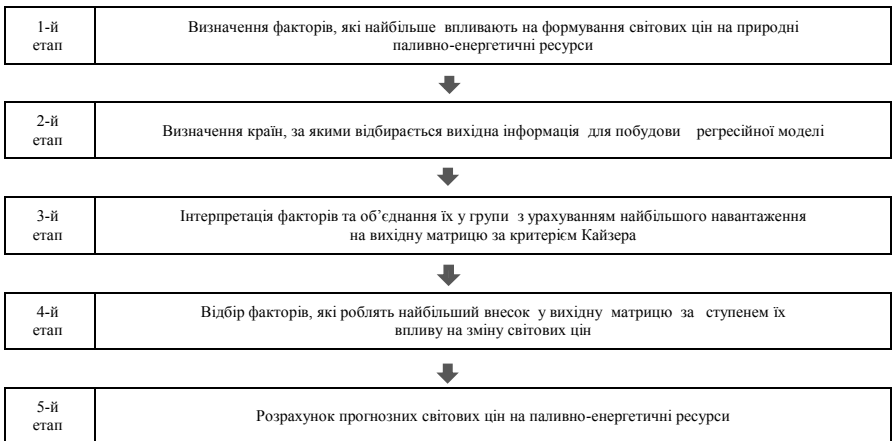 1-й
етап
Визначення факторів, які найбільше впливають на формування світових цін на природні
паливно-енергетичні ресурси
2-й
етап
Визначення країн, за якими відбирається вихідна інформація для побудови регресійної моделі
3-й
етап
Інтерпретація факторів та об’єднання їх у групи з урахуванням найбільшого навантаження
на вихідну матрицю за критерієм Кайзера
4-й
етап
Відбір факторів, які роблять найбільший внесок у вихідну матрицю за ступенем їх
впливу на зміну світових цін
5-й
етап
Розрахунок прогнозних світових цін на паливно-енергетичні ресурси